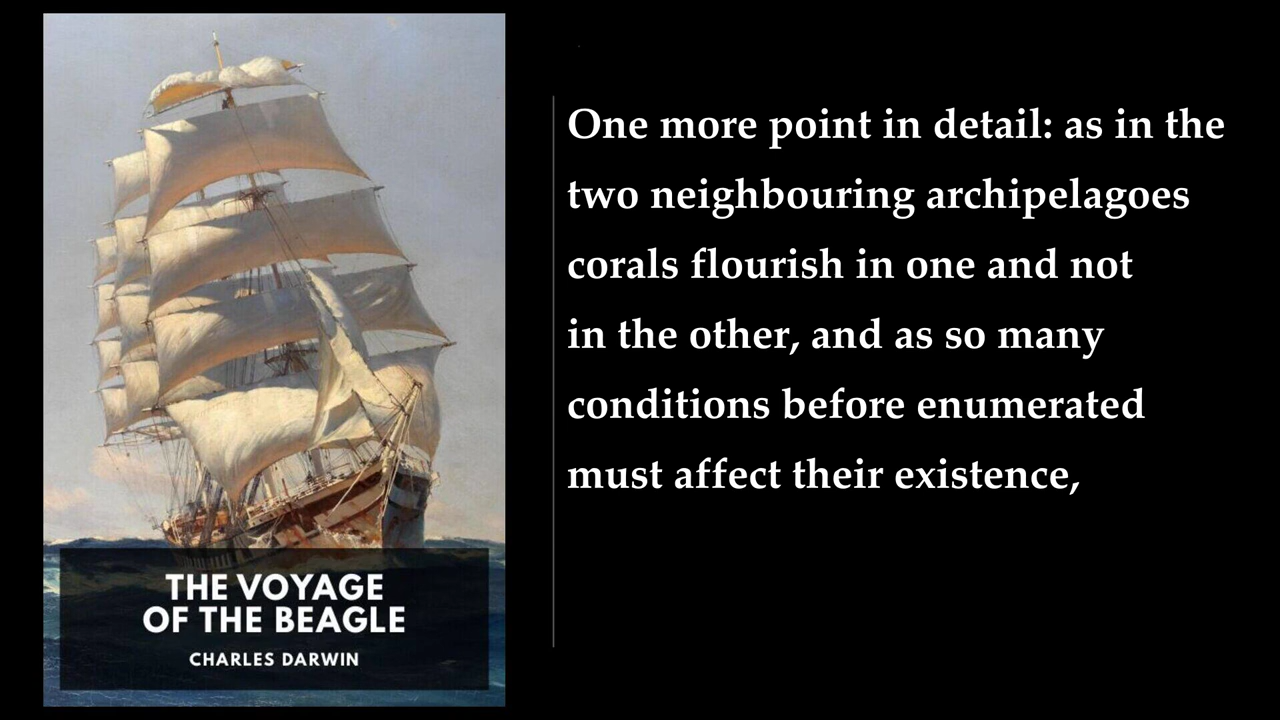 THE VOYAGE
OF THE BEAGLE
CHARLES DARWIN
One more point in detail: as in the
two neighbouring archipelagoes
corals flourish in one and not
in the other, and as so many
conditions before enumerated
must affect their existence,